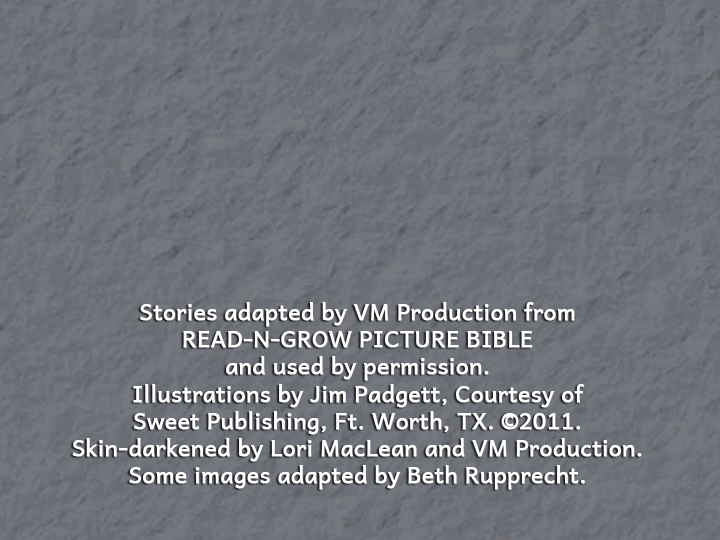 Stories adapted by VM Production from
READ-N-GROW PICTURE BIBLE
and used by permission.
Illustrations by Jim Padgett, Courtesy of
Sweet Publishing, Ft. Worth, TX. ©2011.
Skin-darkened by Lori MacLean and VM Production.
Some images adapted by Beth Rupprecht.